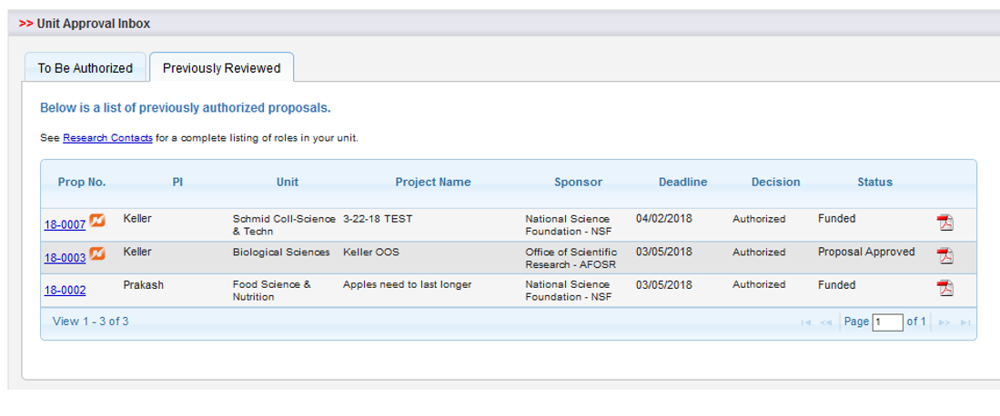 >> Unit Approval Inbox
To Be Authorized Previously Reviewed
Below is a list of previously authorized proposals.
See Research Contacts for a complete listing of roles in your unit.
Prop No. PI Unit Project Name Sponsor Deadline Decision Status
18-0007 Keller Schmid Coll-Science 3-22-18 TEST National Science 04/02/2018 Authorized Funded
& Techn Foundation - NSF
18-0003 Keller Biological Sciences Keller OOS Office of Scientific 03/05/2018 Authorized Proposal Approved
Research - AFOSR
18-0002 Prakash Food Science & Apples need to last longer National Science 03/05/2018 Authorized Funded
Nutrition Foundation - NSF
View 1 - 3 of 3 Page 1 of 1